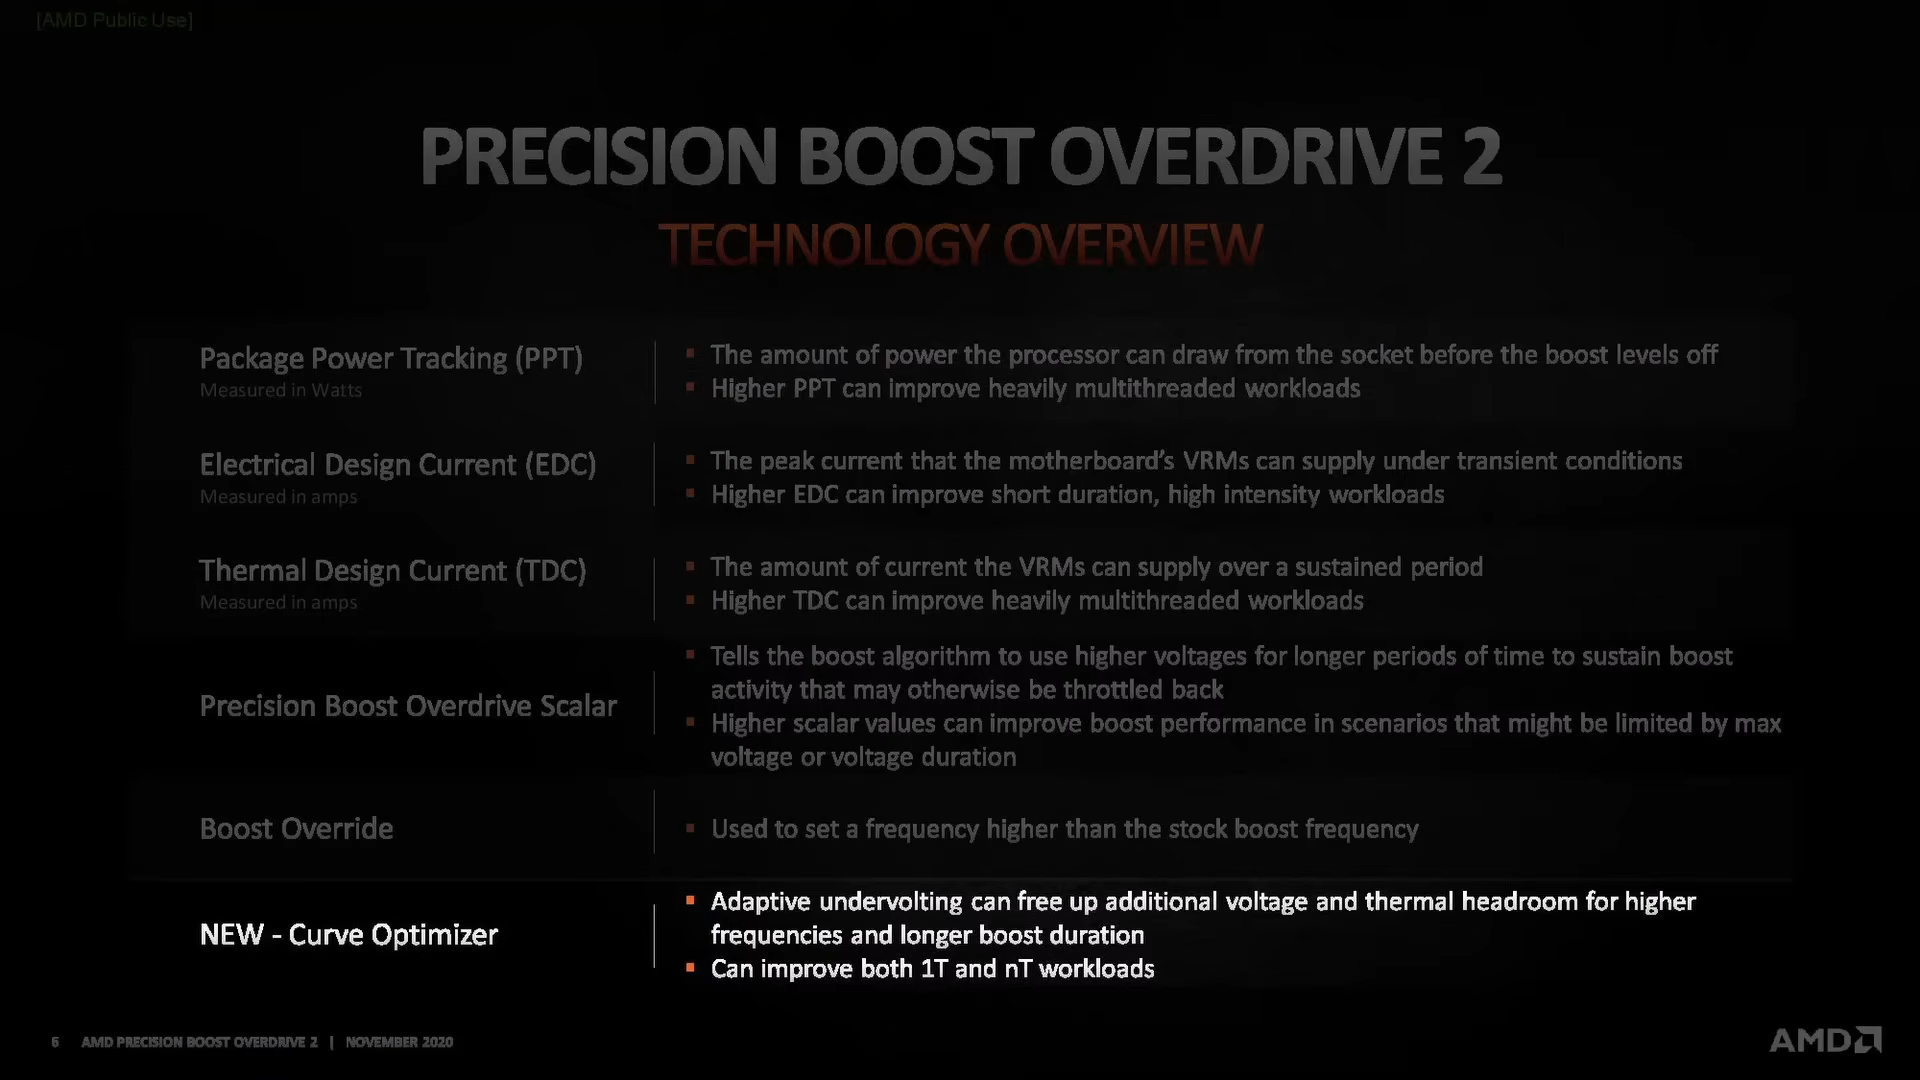 [AMD Public Use]
PRECISION BOOST OVERDRIVE 2
TECHNOLOGY OVERVIEW
Package Power Tracking (PPT)
Measured in Watts
▪ The amount of power the processor can draw from the socket before the boost levels off
▪ Higher PPT can improve heavily multithreaded workloads
Electrical Design Current (EDC)
Measured in amps
▪ The peak current that the motherboard’s VRMs can supply under transient conditions
▪ Higher EDC can improve short duration, high intensity workloads
Thermal Design Current (TDC)
Measured in amps
▪ The amount of current the VRMs can supply over a sustained period
▪ Higher TDC can improve heavily multithreaded workloads
Precision Boost Overdrive Scalar
▪ Tells the boost algorithm to use higher voltages for longer periods of time to sustain boost
activity that may otherwise be throttled back
▪ Higher scalar values can improve boost performance in scenarios that might be limited by max
voltage or voltage duration
Boost Override
▪ Used to set a frequency higher than the stock boost frequency
NEW - Curve Optimizer
▪ Adaptive undervolting can free up additional voltage and thermal headroom for higher
frequencies and longer boost duration
▪ Can improve both 1T and nT workloads
6 AMD PRECISION BOOST OVERDRIVE 2 | NOVEMBER 2020
AMD